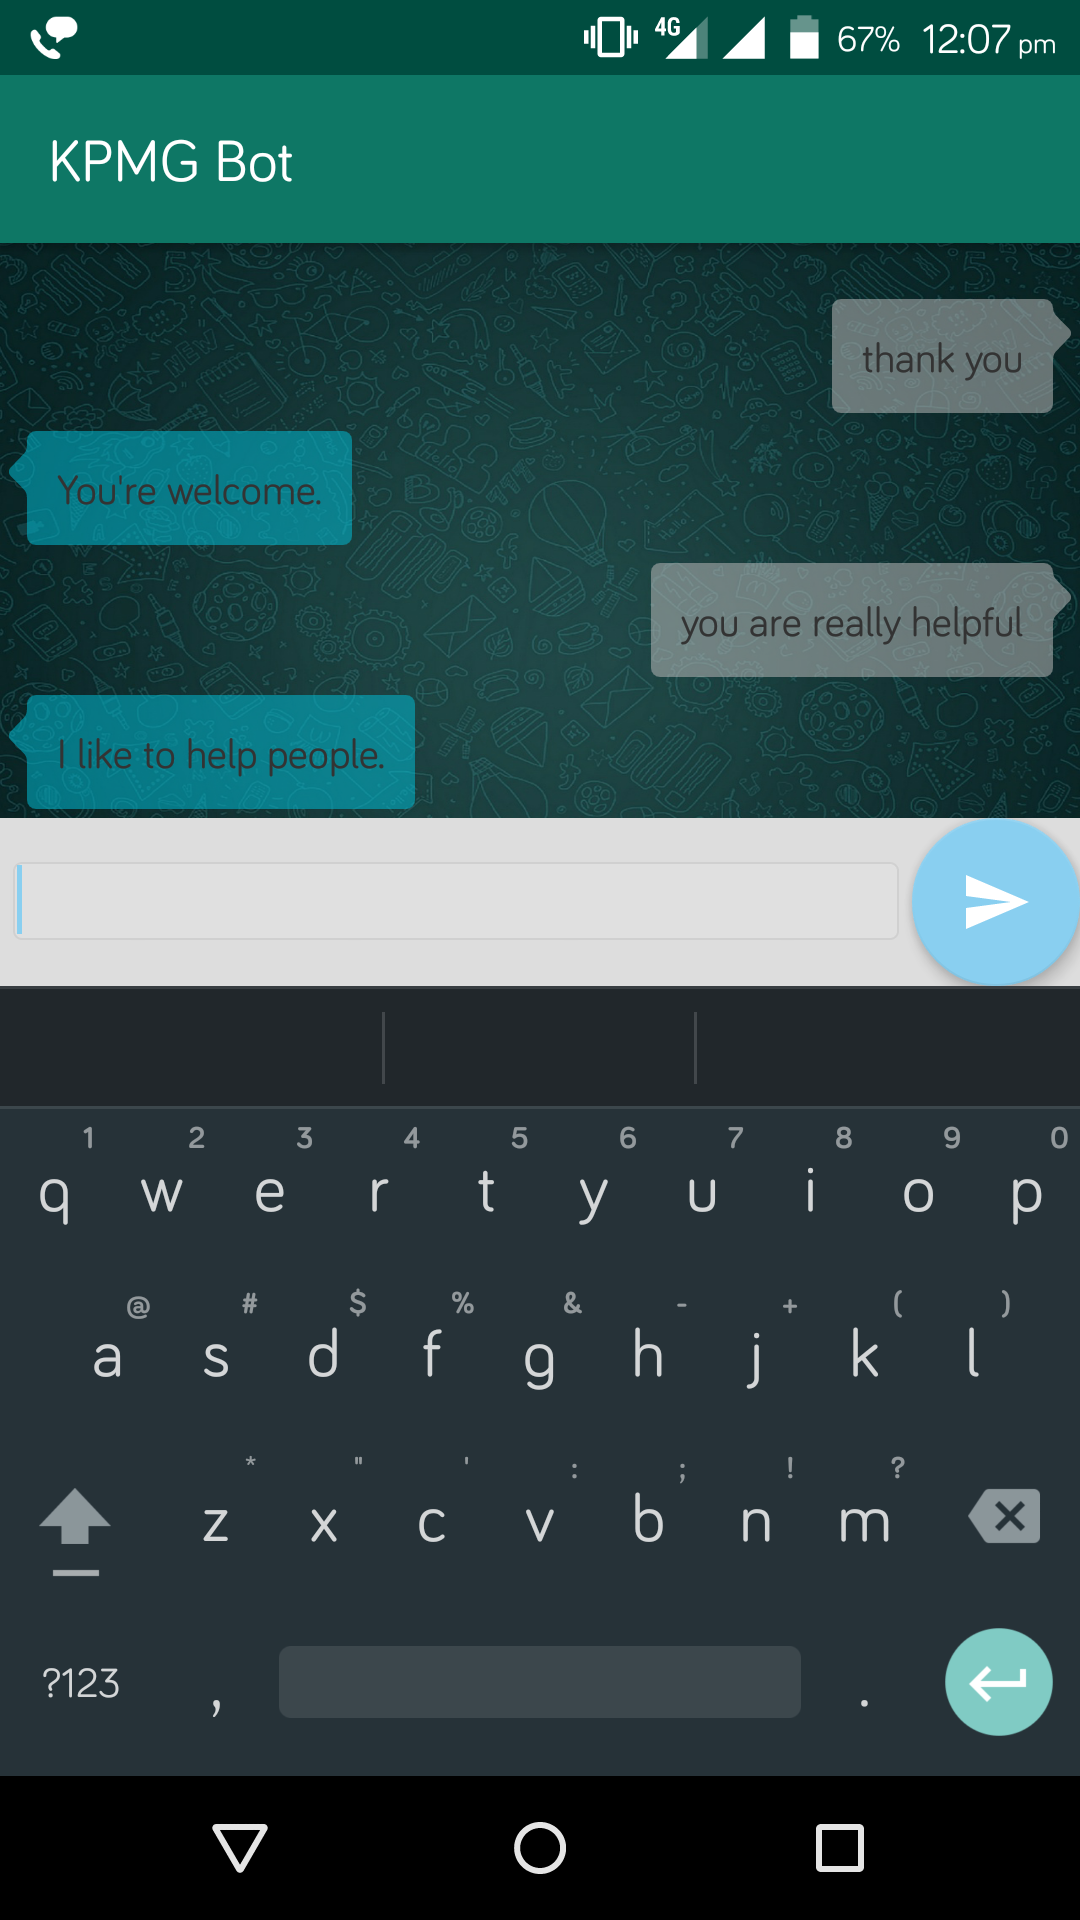 4G 67% 12:07 pm
KPMG Bot
thank you
You're welcome.
you are really helpful
I like to help people.
1 2 3 4 5 6 7 8 9 0
q w e r t y u i o p
@ # $ % & - + ( )
a s d f g h j k l
* " ' : ; ! ?
z x c v b n m
?123 , .